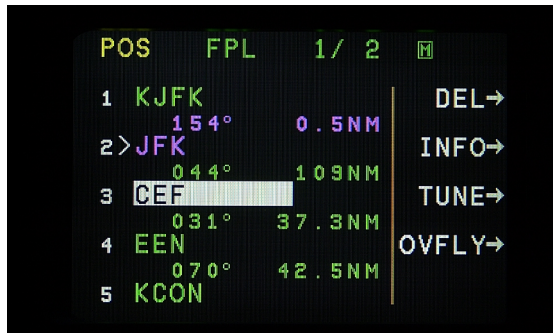 POS FPL 1/ 2 M
1 KJFK DEL→
154° 0.5NM
2>JFK INFO→
044° 109NM
3 CEF TUNE→
031° 37.3NM
4 EEN OVFLY→
070° 42.5NM
5 KCON